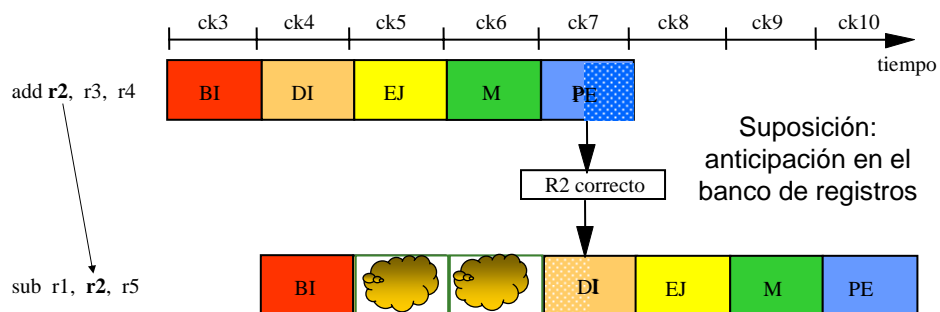 ck3 ck4 ck5 ck6 ck7 ck8 ck9 ck10
tiempo
add r2, r3, r4
BI DI EJ M PE
Suposición:
anticipación en el
banco de registros
R2 correcto
sub r1, r2, r5
BI DI EJ M PE